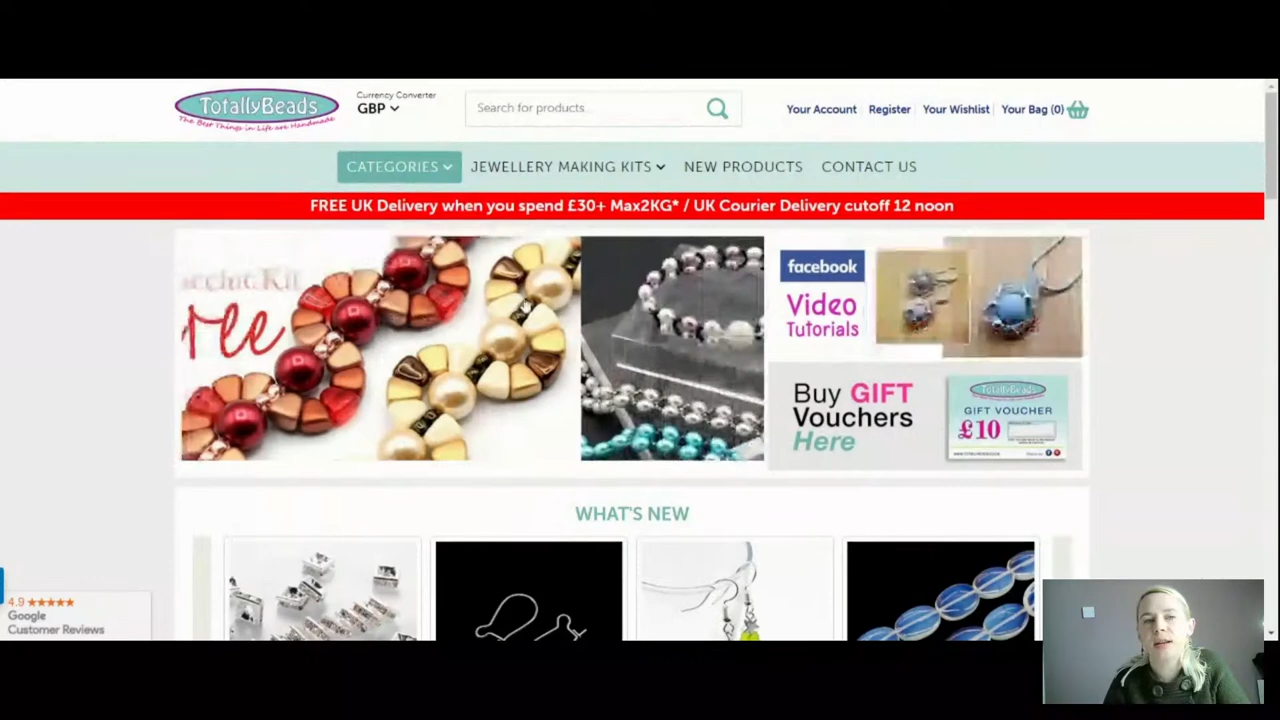 TotallyBeads
The Best Things in Life are Handmade
Currency Converter
GBP
Search for products...
Your Account
Register
Your Wishlist
Your Bag (0)
CATEGORIES
JEWELLERY MAKING KITS
NEW PRODUCTS
CONTACT US
FREE UK Delivery when you spend £30+ Max2KG* / UK Courier Delivery cutoff 12 noon
Kit
facebook
Video
Tutorials
Buy GIFT
Vouchers
Here
TotallyBeads
GIFT VOUCHER
£10
WHAT'S NEW
4.9
Google
Customer Reviews